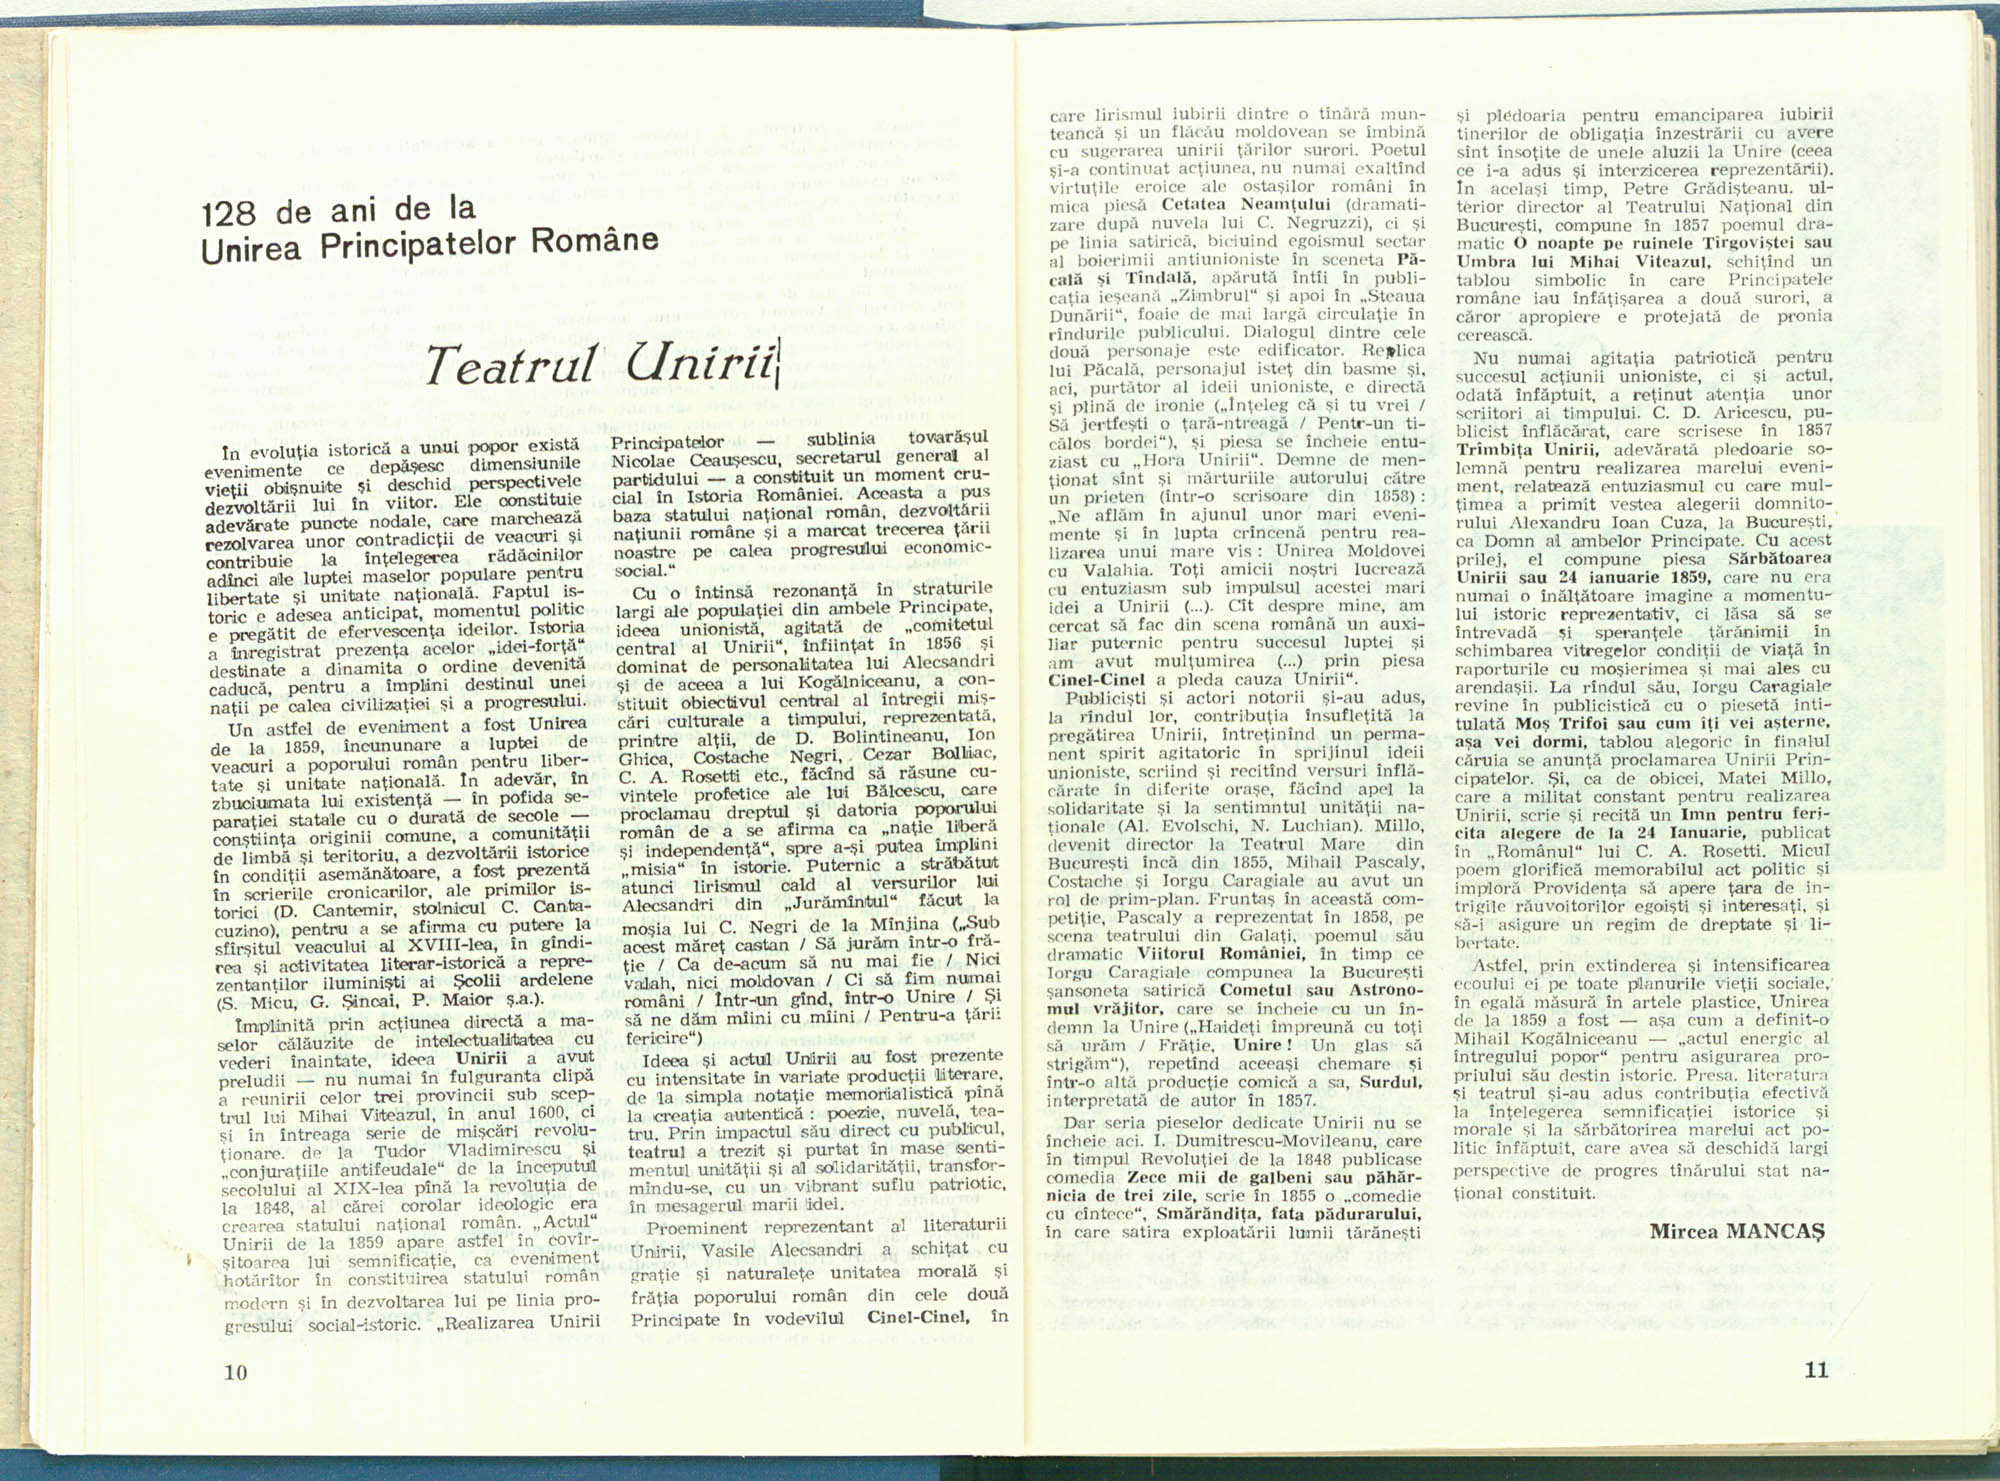 128 de ani de la
Unirea Principatelor Române
Teatrul Unirii
În evoluția istorică a unui popor există
evenimente ce depășesc dimensiunile
vieții obișnuite și deschid perspectivele
dezvoltării lui în viitor. Ele constituie
adevărate puncte nodale, care marchează
rezolvarea unor contradicții de veacuri și
contribuie la înțelegerea rădăcinilor
adînci ale luptei maselor populare pentru
libertate și unitate națională. Faptul is-
toric e adesea anticipat, momentul politic
e pregătit de efervescența ideilor. Istoria
a înregistrat prezența acelor „idei-forță“
destinate a dinamita o ordine devenită
caducă, pentru a împlini destinul unei
nații pe calea civilizației și a progresului.
Un astfel de eveniment a fost Unirea
de la 1859, încununare a luptei de
veacuri a poporului român pentru liber-
tate și unitate națională. În adevăr, în
zbuciumata lui existență — în pofida se-
parației statale cu o durată de secole —
conștiința originii comune, a comunității
de limbă și teritoriu, a dezvoltării istorice
în condiții asemănătoare, a fost prezentă
în scrierile cronicarilor, ale primilor is-
torici (D. Cantemir, stolnicul C. Canta-
cuzino), pentru a se afirma cu putere la
sfîrșitul veacului al XVIII-lea, în gîndi-
rea și activitatea literar-istorică a repre-
zentanților iluminiști ai Școlii ardelene
(S. Micu, G. Șincai, P. Maior ș.a.).
Împlinită prin acțiunea directă a ma-
selor călăuzite de intelectualitatea cu
vederi înaintate, ideea Unirii a avut
preludii — nu numai în fulguranta clipă
a reunirii celor trei provincii sub scep-
trul lui Mihai Viteazul, în anul 1600, ci
și în întreaga serie de mișcări revolu-
ționare. de la Tudor Vladimirescu și
„conjurațiile antifeudale“ de la începutul
secolului al XIX-lea pînă la revoluția de
la 1848, al cărei corolar ideologic era
crearea statului național român. „Actul“
Unirii de la 1859 apare astfel în covîr-
șitoarea lui semnificație, ca eveniment
hotărîtor în constituirea statului român
modern și în dezvoltarea lui pe linia pro-
gresului social-istoric. „Realizarea Unirii
Principatelor — sublinia tovarășul
Nicolae Ceaușescu, secretarul general al
partidului — a constituit un moment cru-
cial în Istoria României. Aceasta a pus
baza statului național român, dezvoltării
națiunii române și a marcat trecerea țării
noastre pe calea progresului economic-
social.“
Cu o întinsă rezonanță în straturile
largi ale populației din ambele Principate,
ideea unionistă, agitată de „comitetul
central al Unirii“, înființat în 1856 și
dominat de personalitatea lui Alecsandri
și de aceea a lui Kogălniceanu, a con-
stituit obiectivul central al întregii miș-
cări culturale a timpului, reprezentată,
printre alții, de D. Bolintineanu, Ion
Ghica, Costache Negri, Cezar Bolliac,
C. A. Rosetti etc., făcînd să răsune cu-
vintele profetice ale lui Bălcescu, care
proclamau dreptul și datoria poporului
român de a se afirma ca „nație liberă
și independentă“, spre a-și putea împlini
„misia“ în istorie. Puternic a străbătut
atunci lirismul cald al versurilor lui
Alecsandri din „Jurămîntul“ făcut la
moșia lui C. Negri de la Mînjina („Sub
acest măreț castan / Să jurăm într-o fră-
ție / Ca de-acum să nu mai fie / Nici
valah, nici moldovan / Ci să fim numai
români / Într-un gînd, într-o Unire / Și
să ne dăm mîini cu mîini / Pentru-a țării
fericire“)
Ideea și actul Unirii au fost prezente
cu intensitate în variate producții literare,
de la simpla notație memorialistică pînă
la creația autentică : poezie, nuvelă, tea-
tru. Prin impactul său direct cu publicul,
teatrul a trezit și purtat în mase senti-
mentul unității și al solidarității, transfor-
mîndu-se, cu un vibrant suflu patriotic,
în mesagerul marii idei.
Proeminent reprezentant al literaturii
Unirii, Vasile Alecsandri a schițat cu
grație și naturalețe unitatea morală și
frăția poporului român din cele două
Principate în vodevilul Cinel-Cinel, în
10
care lirismul iubirii dintre o tînără mun-
teancă și un flăcău moldovean se îmbină
cu sugerarea unirii țărilor surori. Poetul
și-a continuat acțiunea, nu numai exaltînd
virtuțile eroice ale ostașilor români în
mica piesă Cetatea Neamțului (dramati-
zare după nuvela lui C. Negruzzi), ci și
pe linia satirică, biciuind egoismul sectar
al boierimii antiunioniste în sceneta Pă-
cală și Tîndală, apărută întîi în publi-
cația ieșeană „Zimbrul“ și apoi în „Steaua
Dunării“, foaie de mai largă circulație în
rîndurile publicului. Dialogul dintre cele
două personaje este edificator. Replica
lui Păcală, personajul isteț din basme și,
aci, purtător al ideii unioniste, e directă
și plină de ironie („Înțeleg că și tu vrei /
Să jertfești o țară-ntreagă / Pentr-un ti-
călos bordei“), și piesa se încheie entu-
ziast cu „Hora Unirii“. Demne de men-
ționat sînt și mărturiile autorului către
un prieten (într-o scrisoare din 1858) :
„Ne aflăm în ajunul unor mari eveni-
mente și în lupta crîncenă pentru rea-
lizarea unui mare vis : Unirea Moldovei
cu Valahia. Toți amicii noștri lucrează
cu entuziasm sub impulsul acestei mari
idei a Unirii (...). Cît despre mine, am
cercat să fac din scena română un auxi-
liar puternic pentru succesul luptei și
am avut mulțumirea (...) prin piesa
Cinel-Cinel a pleda cauza Unirii“.
Publiciști și actori notorii și-au adus,
la rîndul lor, contribuția însuflețită la
pregătirea Unirii, întreținînd un perma-
nent spirit agitatoric în sprijinul ideii
unioniste, scriind și recitînd versuri înflă-
cărate în diferite orașe, făcînd apel la
solidaritate și la sentimntul unității na-
ționale (Al. Evolschi, N. Luchian). Millo,
devenit director la Teatrul Mare din
București încă din 1855, Mihail Pascaly,
Costache și Iorgu Caragiale au avut un
rol de prim-plan. Fruntaș în această com-
petiție, Pascaly a reprezentat în 1858, pe
scena teatrului din Galați, poemul său
dramatic Viitorul României, în timp ce
Iorgu Caragiale compunea la București
șansoneta satirică Cometul sau Astrono-
mul vrăjitor, care se încheie cu un în-
demn la Unire („Haideți împreună cu toți
să urăm / Frăție, Unire ! Un glas să
strigăm“), repetînd aceeași chemare și
într-o altă producție comică a sa, Surdul,
interpretată de autor în 1857.
Dar seria pieselor dedicate Unirii nu se
încheie aci. I. Dumitrescu-Movileanu, care
în timpul Revoluției de la 1848 publicase
comedia Zece mii de galbeni sau păhăr-
nicia de trei zile, scrie în 1855 o „comedie
cu cîntece“, Smărăndița, fata pădurarului,
în care satira exploatării lumii țărănești
și pledoaria pentru emanciparea iubirii
tinerilor de obligația înzestrării cu avere
sînt însoțite de unele aluzii la Unire (ceea
ce i-a adus și interzicerea reprezentării).
În același timp, Petre Grădișteanu. ul-
terior director al Teatrului Național din
București, compune în 1857 poemul dra-
matic O noapte pe ruinele Tîrgoviștei sau
Umbra lui Mihai Viteazul, schițînd un
tablou simbolic în care Principatele
române iau înfățișarea a două surori, a
căror apropiere e protejată de pronia
cerească.
Nu numai agitația patriotică pentru
succesul acțiunii unioniste, ci și actul,
odată înfăptuit, a reținut atenția unor
scriitori ai timpului. C. D. Aricescu, pu-
blicist înflăcărat, care scrisese în 1857
Trîmbița Unirii, adevărată pledoarie so-
lemnă pentru realizarea marelui eveni-
ment, relatează entuziasmul cu care mul-
țimea a primit vestea alegerii domnito-
rului Alexandru Ioan Cuza, la București,
ca Domn al ambelor Principate. Cu acest
prilej, el compune piesa Sărbătoarea
Unirii sau 24 ianuarie 1859, care nu era
numai o înălțătoare imagine a momentu-
lui istoric reprezentativ, ci lăsa să se
întrevadă și speranțele țărănimii în
schimbarea vitregelor condiții de viață în
raporturile cu moșierimea și mai ales cu
arendașii. La rîndul său, Iorgu Caragiale
revine în publicistică cu o piesetă inti-
tulată Moș Trifoi sau cum îți vei așterne,
așa vei dormi, tablou alegoric în finalul
căruia se anunță proclamarea Unirii Prin-
cipatelor. Și, ca de obicei, Matei Millo,
care a militat constant pentru realizarea
Unirii, scrie și recită un Imn pentru feri-
cita alegere de la 24 Ianuarie, publicat
în „Românul“ lui C. A. Rosetti. Micul
poem glorifică memorabilul act politic și
imploră Providența să apere țara de in-
trigile răuvoitorilor egoiști și interesați, și
să-i asigure un regim de dreptate și li-
bertate.
Astfel, prin extinderea și intensificarea
ecoului ei pe toate planurile vieții sociale,
în egală măsură în artele plastice, Unirea
de la 1859 a fost — așa cum a definit-o
Mihail Kogălniceanu — „actul energic al
întregului popor“ pentru asigurarea pro-
priului său destin istoric. Presa. literatura
și teatrul și-au adus contribuția efectivă
la înțelegerea semnificației istorice și
morale și la sărbătorirea marelui act po-
litic înfăptuit, care avea să deschidă largi
perspective de progres tînărului stat na-
țional constituit.
Mircea MANCAȘ
11